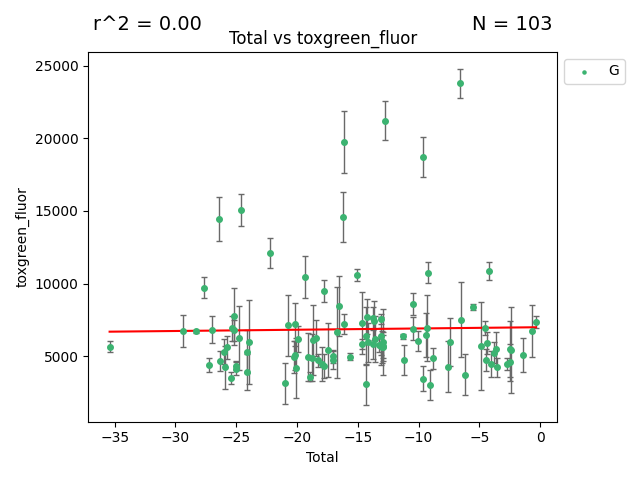 r^2 = 0.00
N = 103
Total vs toxgreen_fluor
G
toxgreen_fluor
25000
20000
15000
10000
5000
−35
−30
−25
−20
−15
−10
−5
0
Total